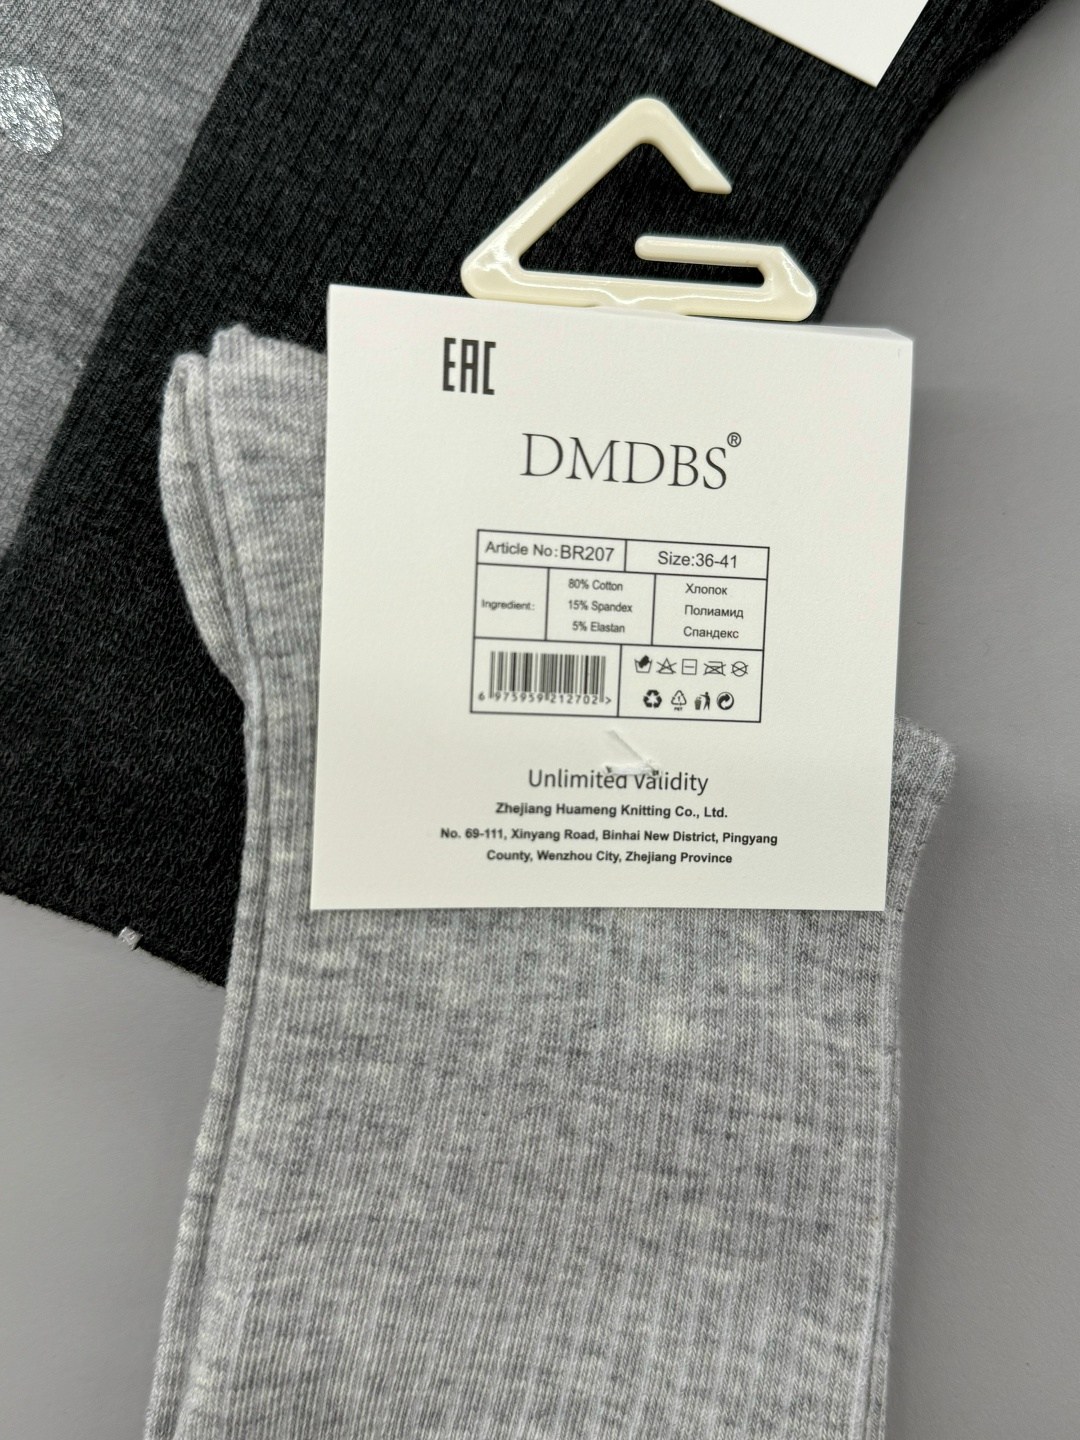 EAC
DMDBS®
Article No:BR207 Size:36-41
Ingredient: 80% Cotton Хлопок
15% Spandex Полиамид
5% Elastan Спандекс
6 975959 212702 >
Unlimited Validity
Zhejiang Huameng Knitting Co., Ltd.
No. 69-111, Xinyang Road, Binhai New District, Pingyang
County, Wenzhou City, Zhejiang Province